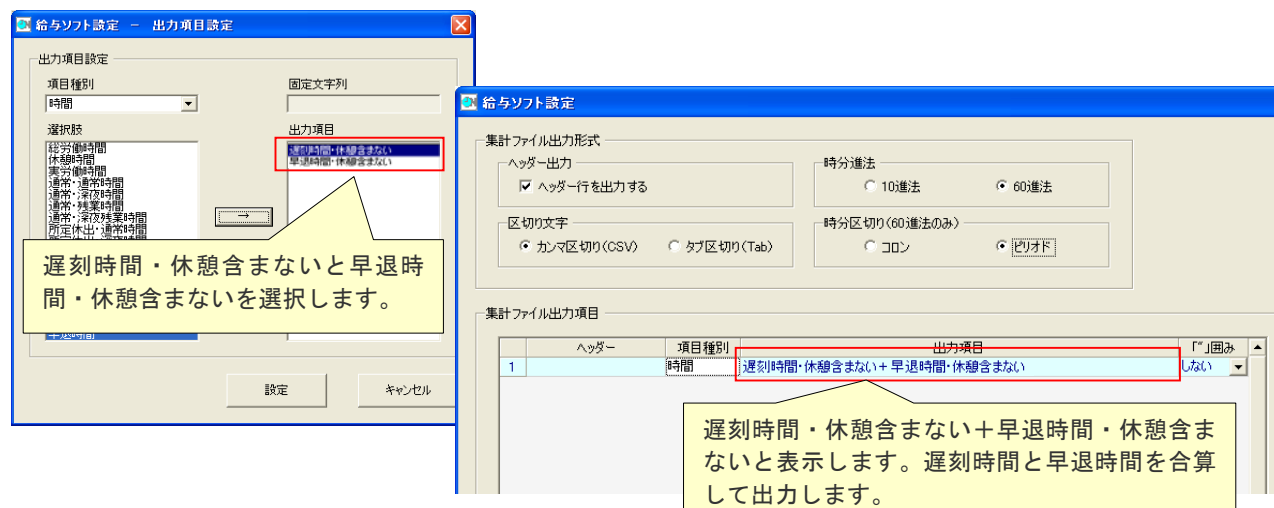 給与ソフト設定 － 出力項目設定
出力項目設定
項目種別
固定文字列
時間
選択肢
出力項目
総労働時間
休憩時間
実労働時間
通常・通常時間
通常・深夜時間
通常・残業時間
通常・深夜残業時間
所定休出・通常時間
遅刻時間・休憩含まない
早退時間・休憩含まない
→
遅刻時間・休憩含まないと早退時
間・休憩含まないを選択します。
早退時間
設定
キャンセル
給与ソフト設定
集計ファイル出力形式
ヘッダー出力
ヘッダー行を出力する
時分進法
10進法
60進法
区切り文字
カンマ区切り(CSV)
タブ区切り(Tab)
時分区切り(60進法のみ)
コロン
ピリオド
集計ファイル出力項目
ヘッダー 項目種別 出力項目 「"」囲み
1 時間 遅刻時間・休憩含まない+早退時間・休憩含まない しない
遅刻時間・休憩含まない＋早退時間・休憩含ま
ないと表示します。遅刻時間と早退時間を合算
して出力します。